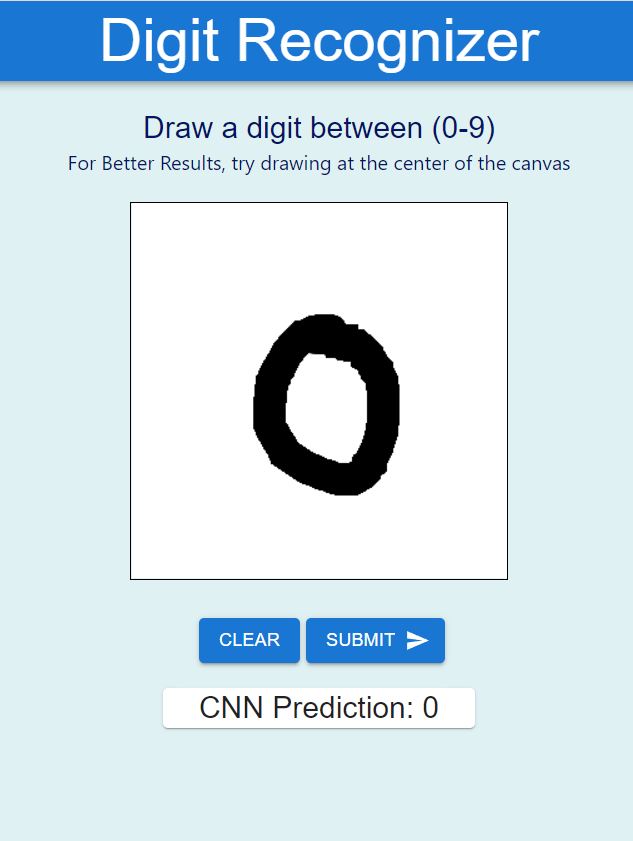 Digit Recognizer
Draw a digit between (0-9)
For Better Results, try drawing at the center of the canvas
0
CLEAR
SUBMIT
CNN Prediction: 0